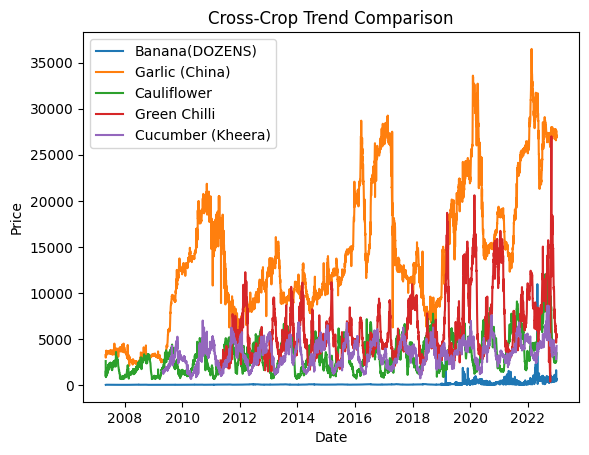 Cross-Crop Trend Comparison
Banana(DOZENS)
Garlic (China)
Cauliflower
Green Chilli
Cucumber (Kheera)
35000
30000
25000
20000
15000
10000
5000
0
Price
2008 2010 2012 2014 2016 2018 2020 2022
Date